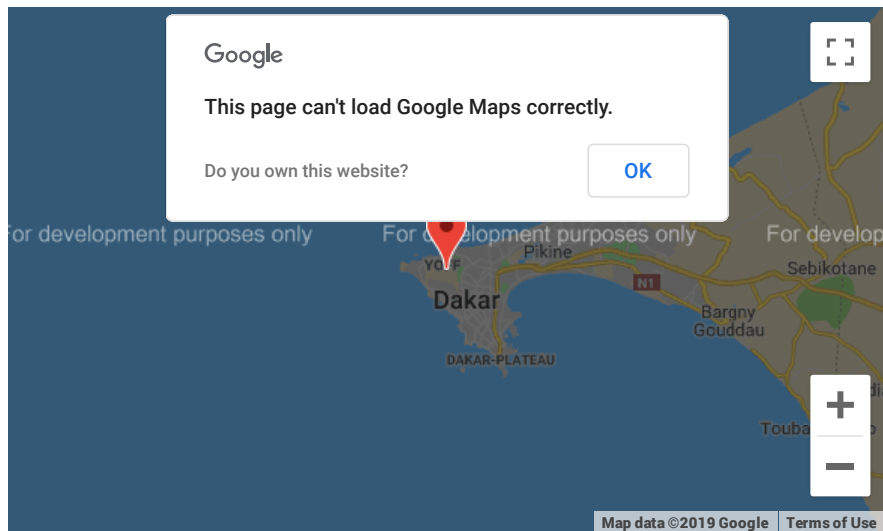 Google
This page can't load Google Maps correctly.
Do you own this website?
OK
For development purposes only
For development purposes only
For develop
YOFF
Pikine
N1
Sebikotane
Dakar
Bargny
Gouddau
DAKAR-PLATEAU
Touba
Map data ©2019 Google
Terms of Use